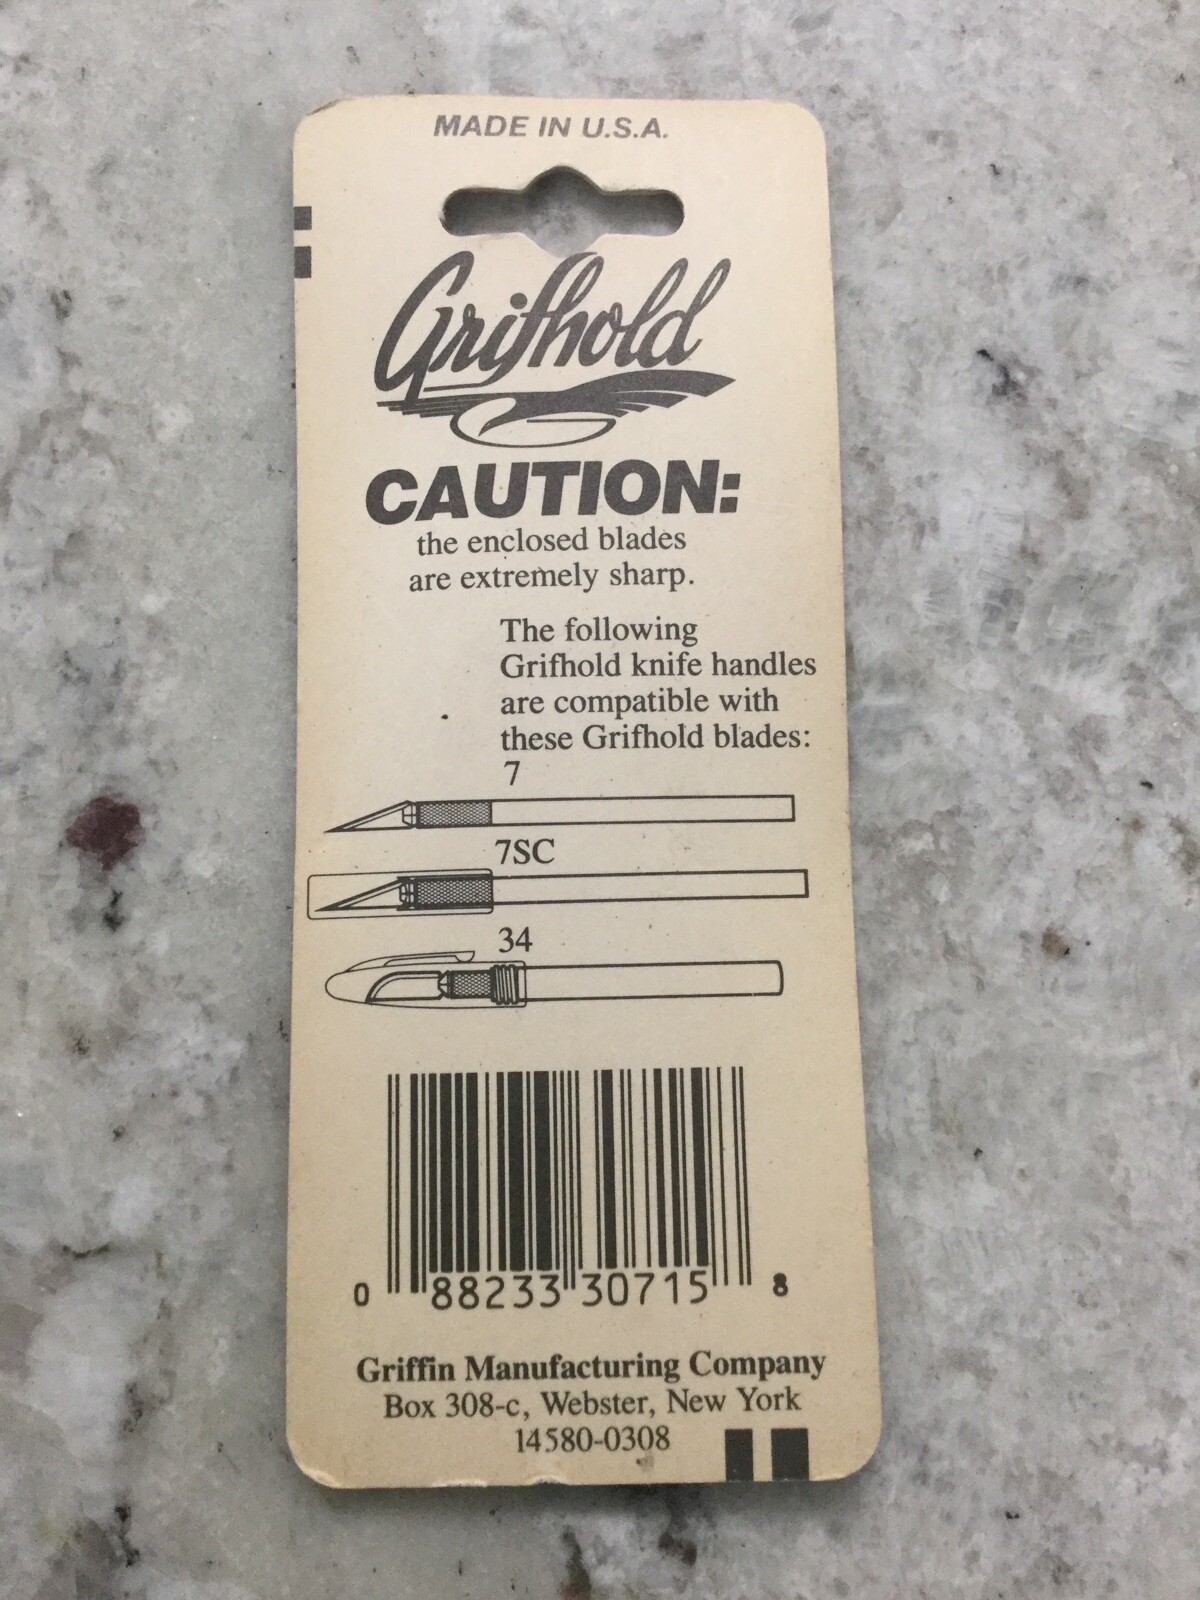 MADE IN U.S.A.
Grifhold
CAUTION:
the enclosed blades
are extremely sharp.
The following
Grifhold knife handles
are compatible with
these Grifhold blades:
7
7SC
34
0 88233 30715 8
Griffin Manufacturing Company
Box 308-c, Webster, New York
14580-0308